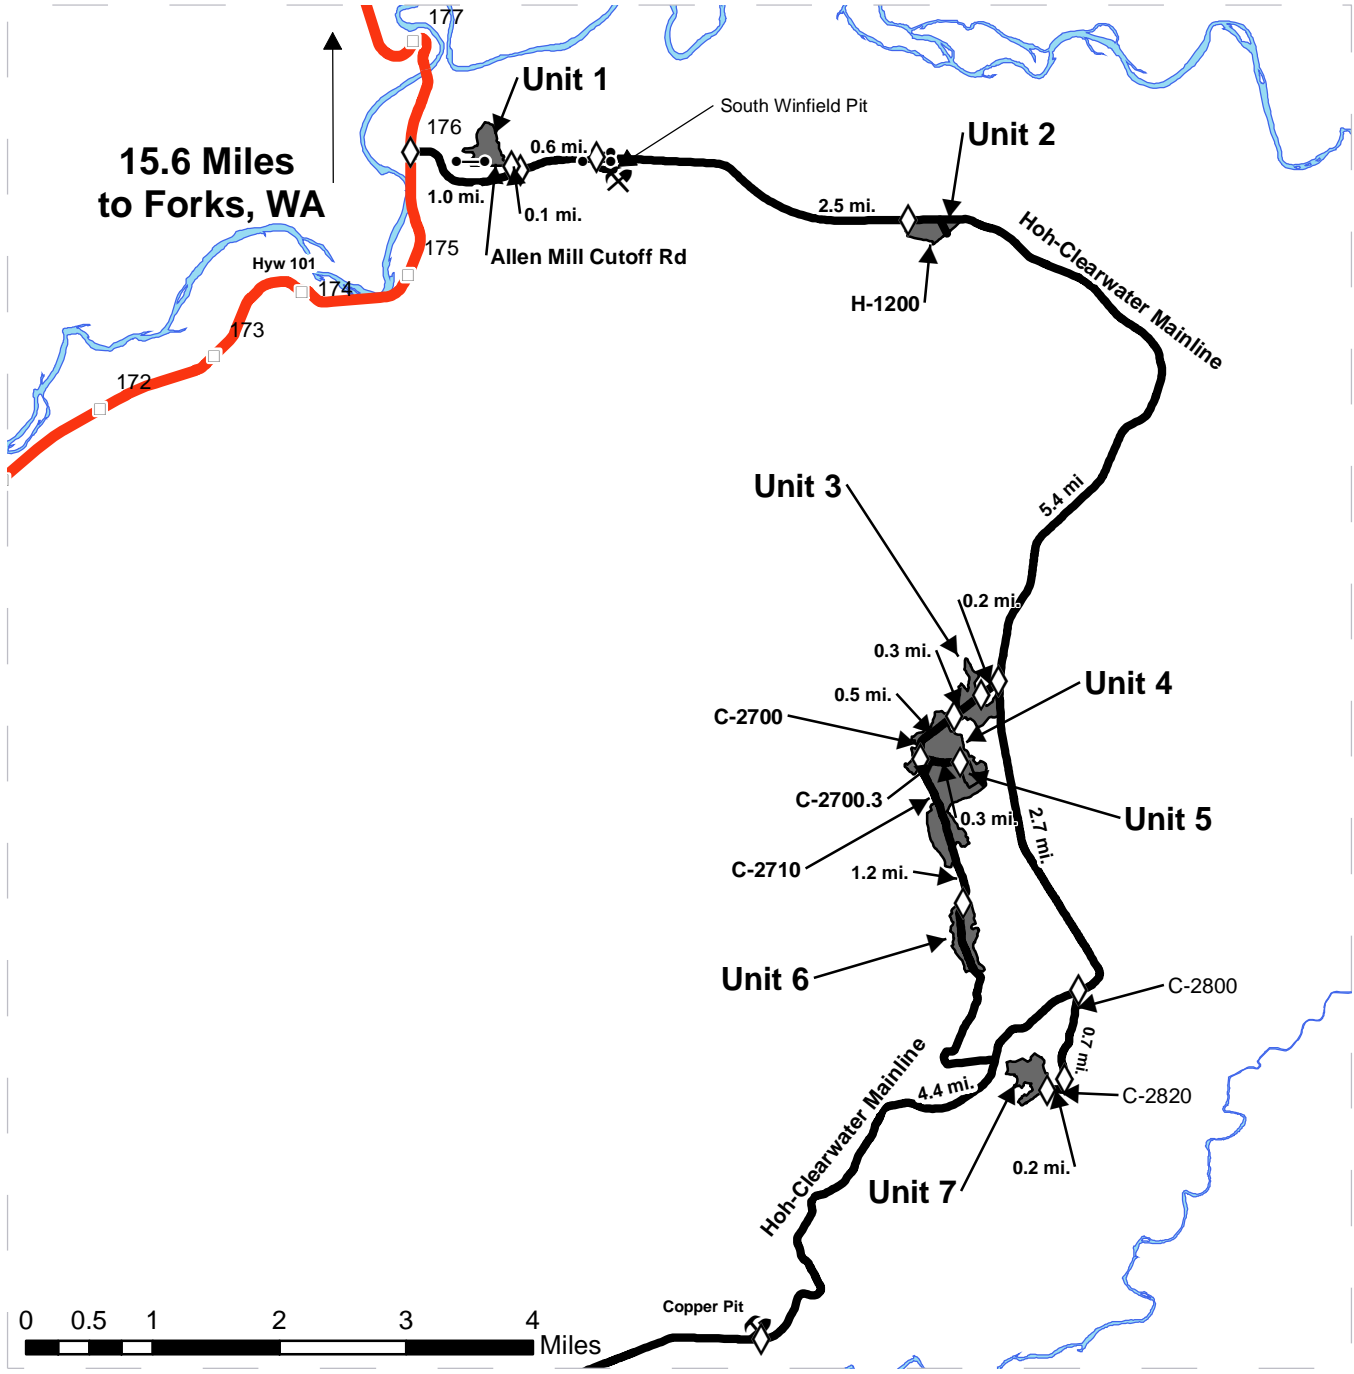 177
Unit 1
South Winfield Pit
176
Unit 2
0.6 mi.
15.6 Miles
to Forks, WA
1.0 mi.
0.1 mi.
2.5 mi.
Hoh-Clearwater Mainline
175
Allen Mill Cutoff Rd
Hyw 101
174
H-1200
173
172
Unit 3
5.4 mi
0.2 mi.
0.3 mi.
Unit 4
0.5 mi.
C-2700
C-2700.3
0.3 mi.
Unit 5
2.7 mi.
C-2710
1.2 mi.
Unit 6
C-2800
0.7 mi.
4.4 mi.
C-2820
Hoh-Clearwater Mainline
0.2 mi.
Unit 7
Copper Pit
0 0.5 1 2 3 4
Miles